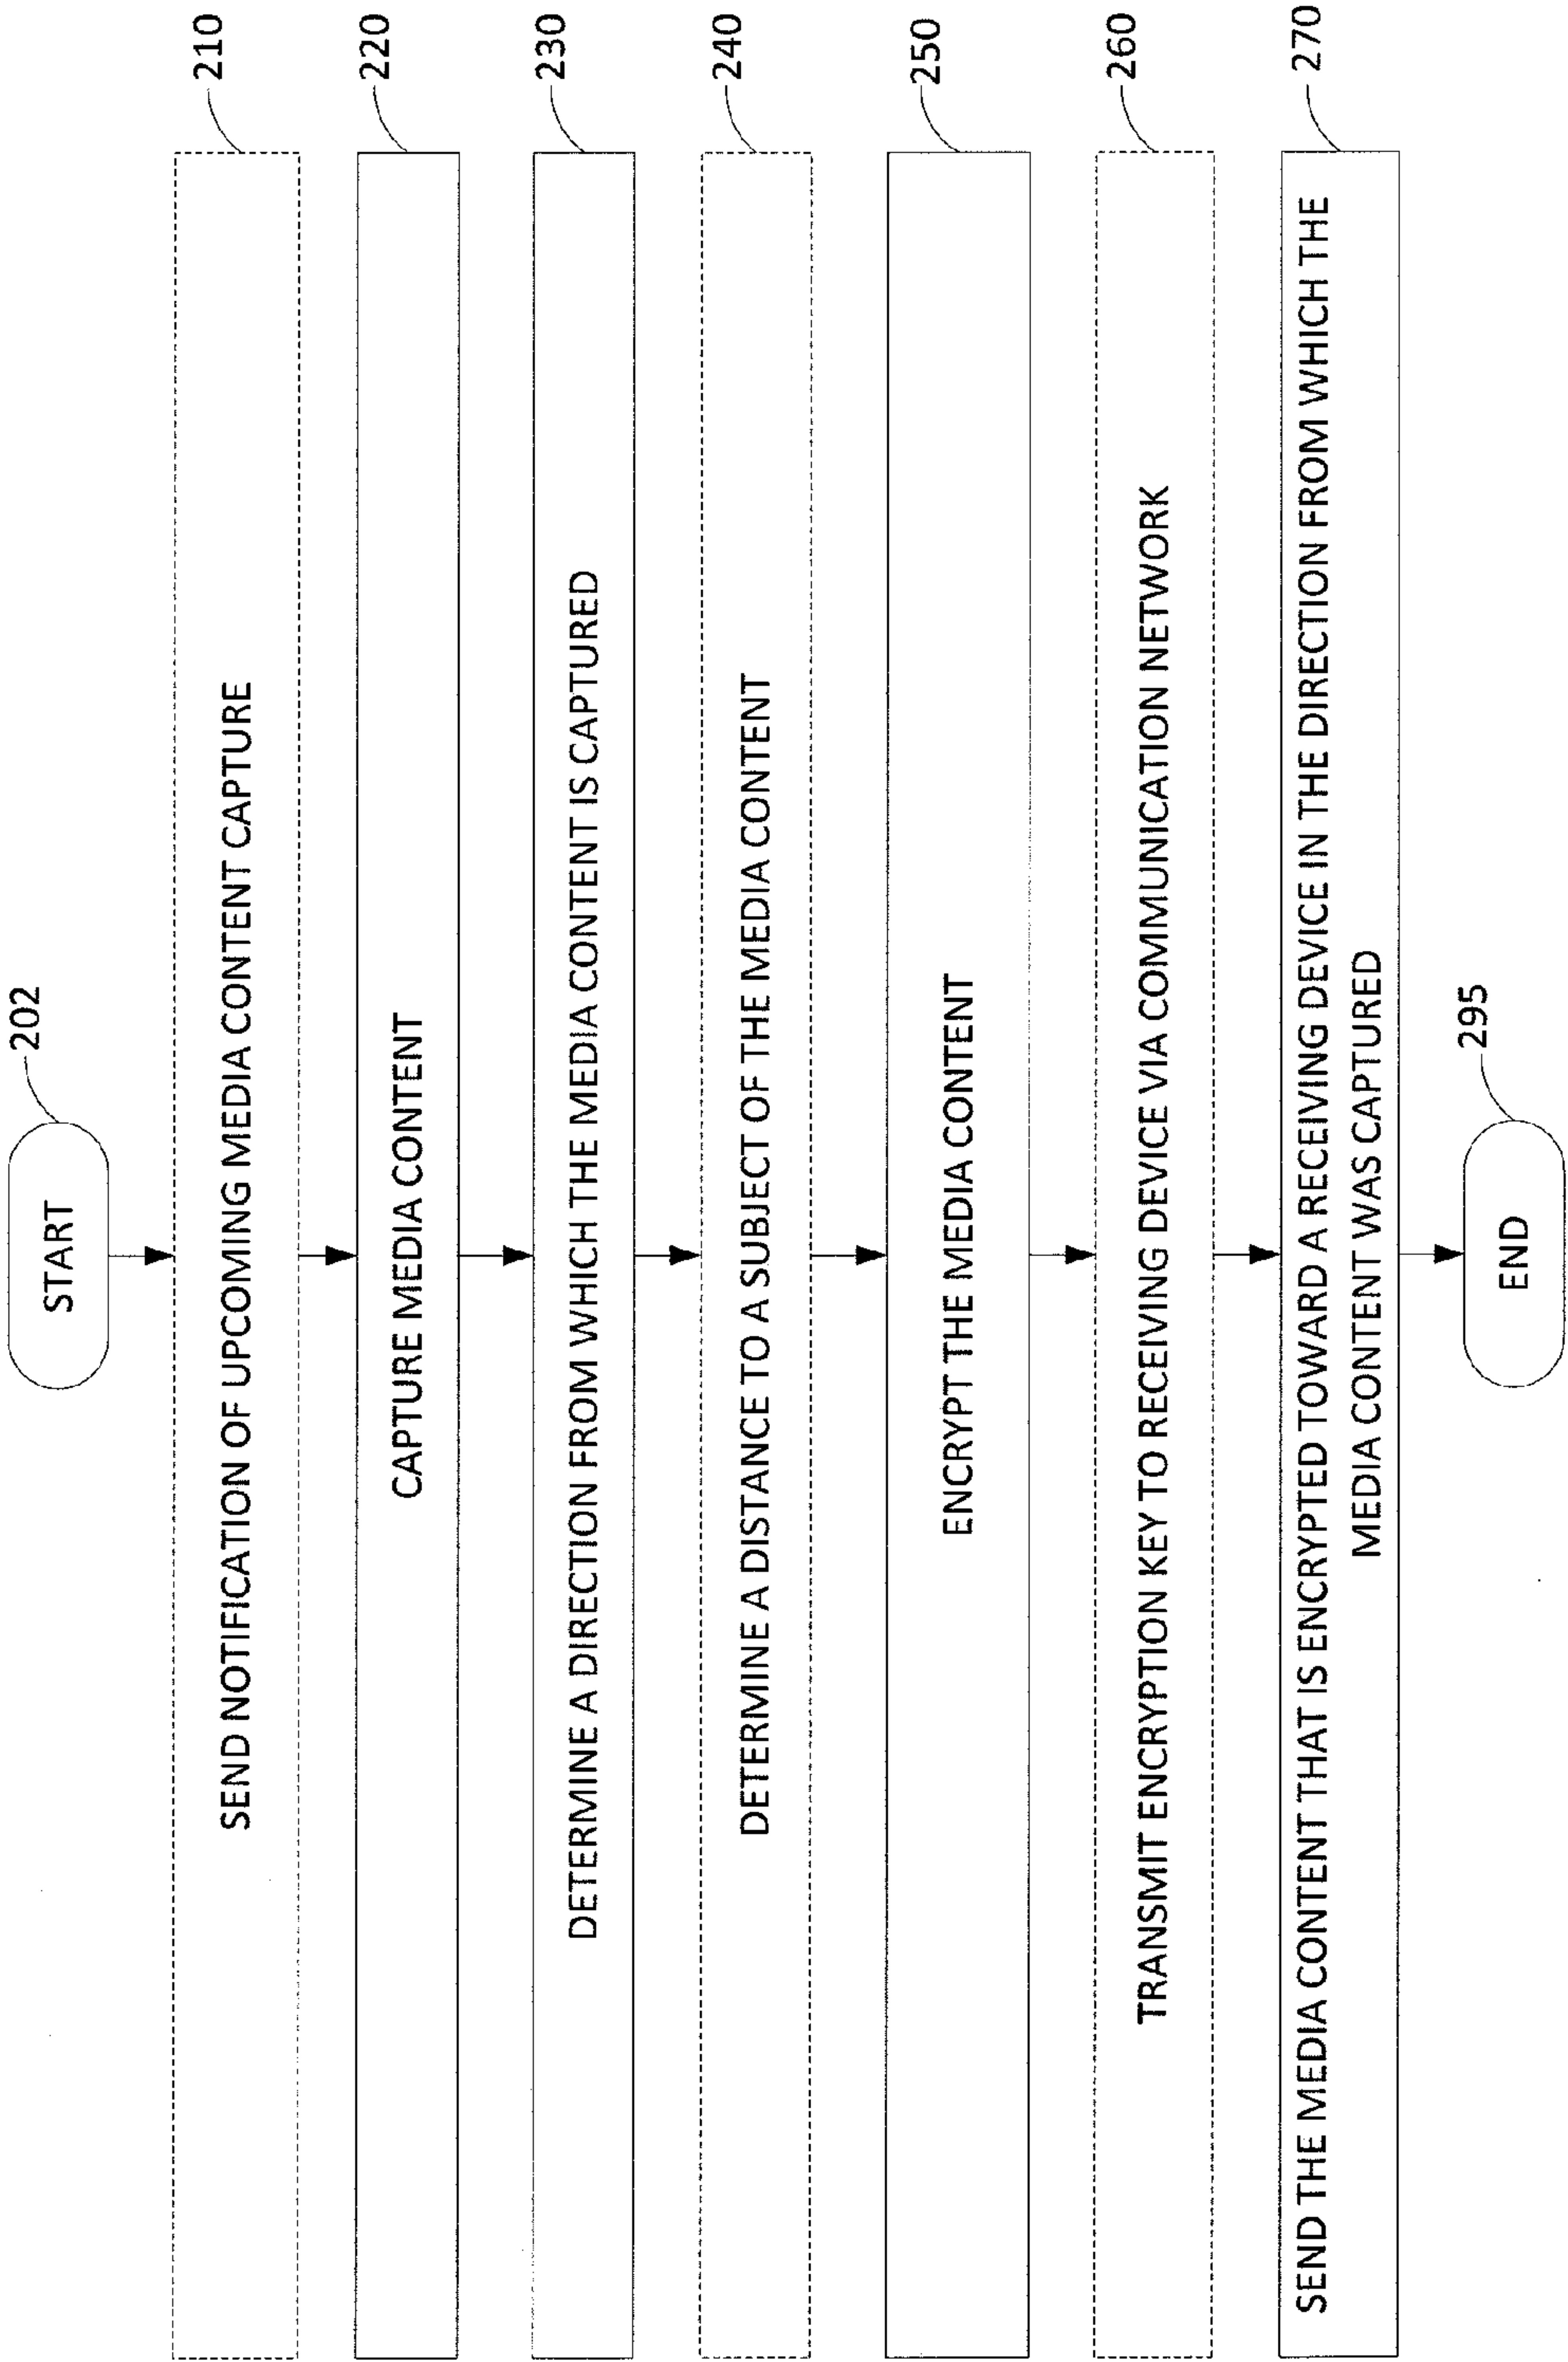 START
202
SEND NOTIFICATION OF UPCOMING MEDIA CONTENT CAPTURE
210
CAPTURE MEDIA CONTENT
220
DETERMINE A DIRECTION FROM WHICH THE MEDIA CONTENT IS CAPTURED
230
DETERMINE A DISTANCE TO A SUBJECT OF THE MEDIA CONTENT
240
ENCRYPT THE MEDIA CONTENT
250
TRANSMIT ENCRYPTION KEY TO RECEIVING DEVICE VIA COMMUNICATION NETWORK
260
SEND THE MEDIA CONTENT THAT IS ENCRYPTED TOWARD A RECEIVING DEVICE IN THE DIRECTION FROM WHICH THE
MEDIA CONTENT WAS CAPTURED
270
END
295